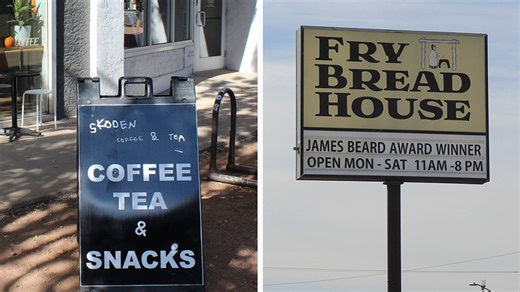 COFFEE
SKODEN
COFFEE & TEA
COFFEE
TEA
&
SNACKS
FRY
BREAD
HOUSE
JAMES BEARD AWARD WINNER
OPEN MON - SAT 11AM -8 PM